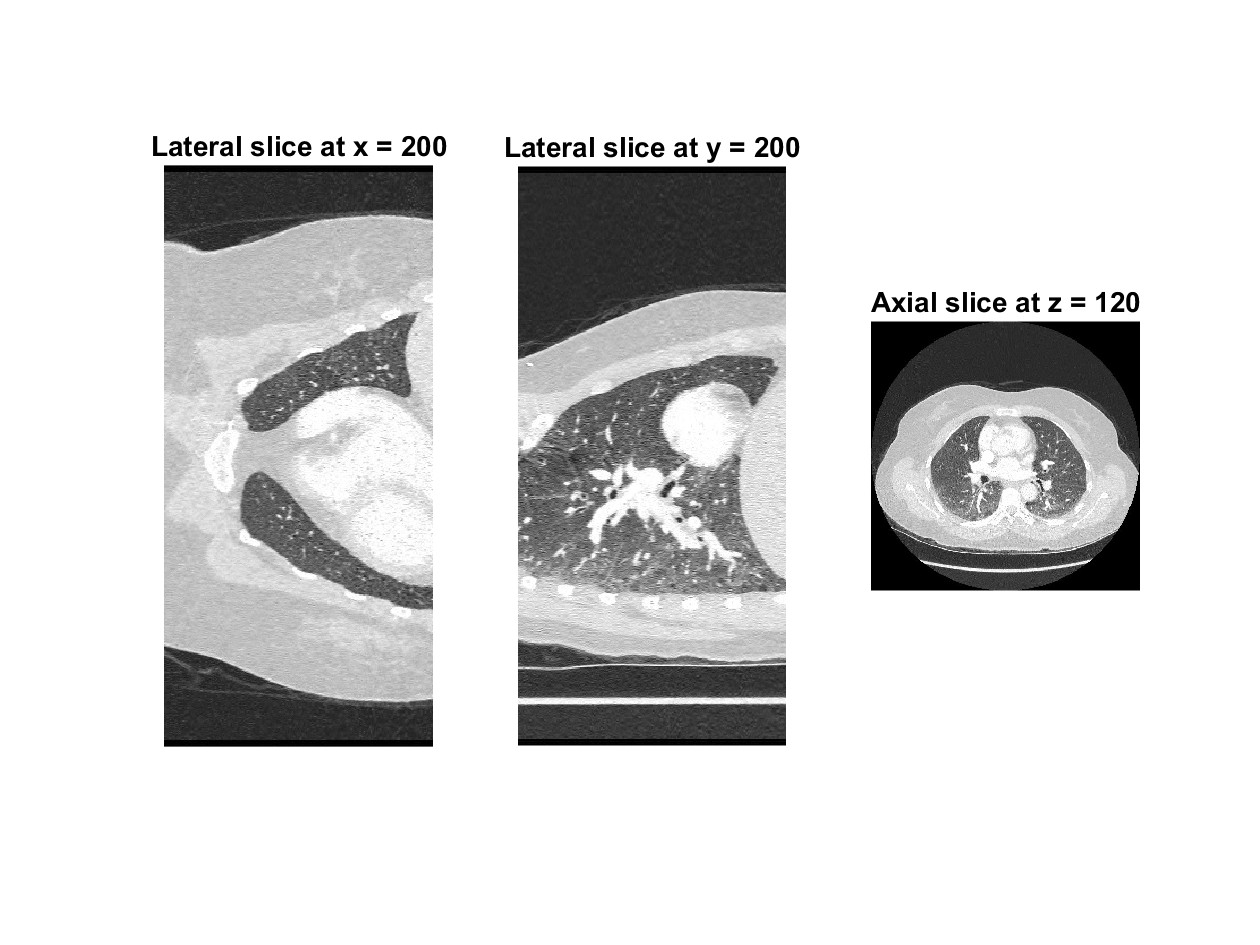 Lateral slice at x = 200
Lateral slice at y = 200
Axial slice at z = 120